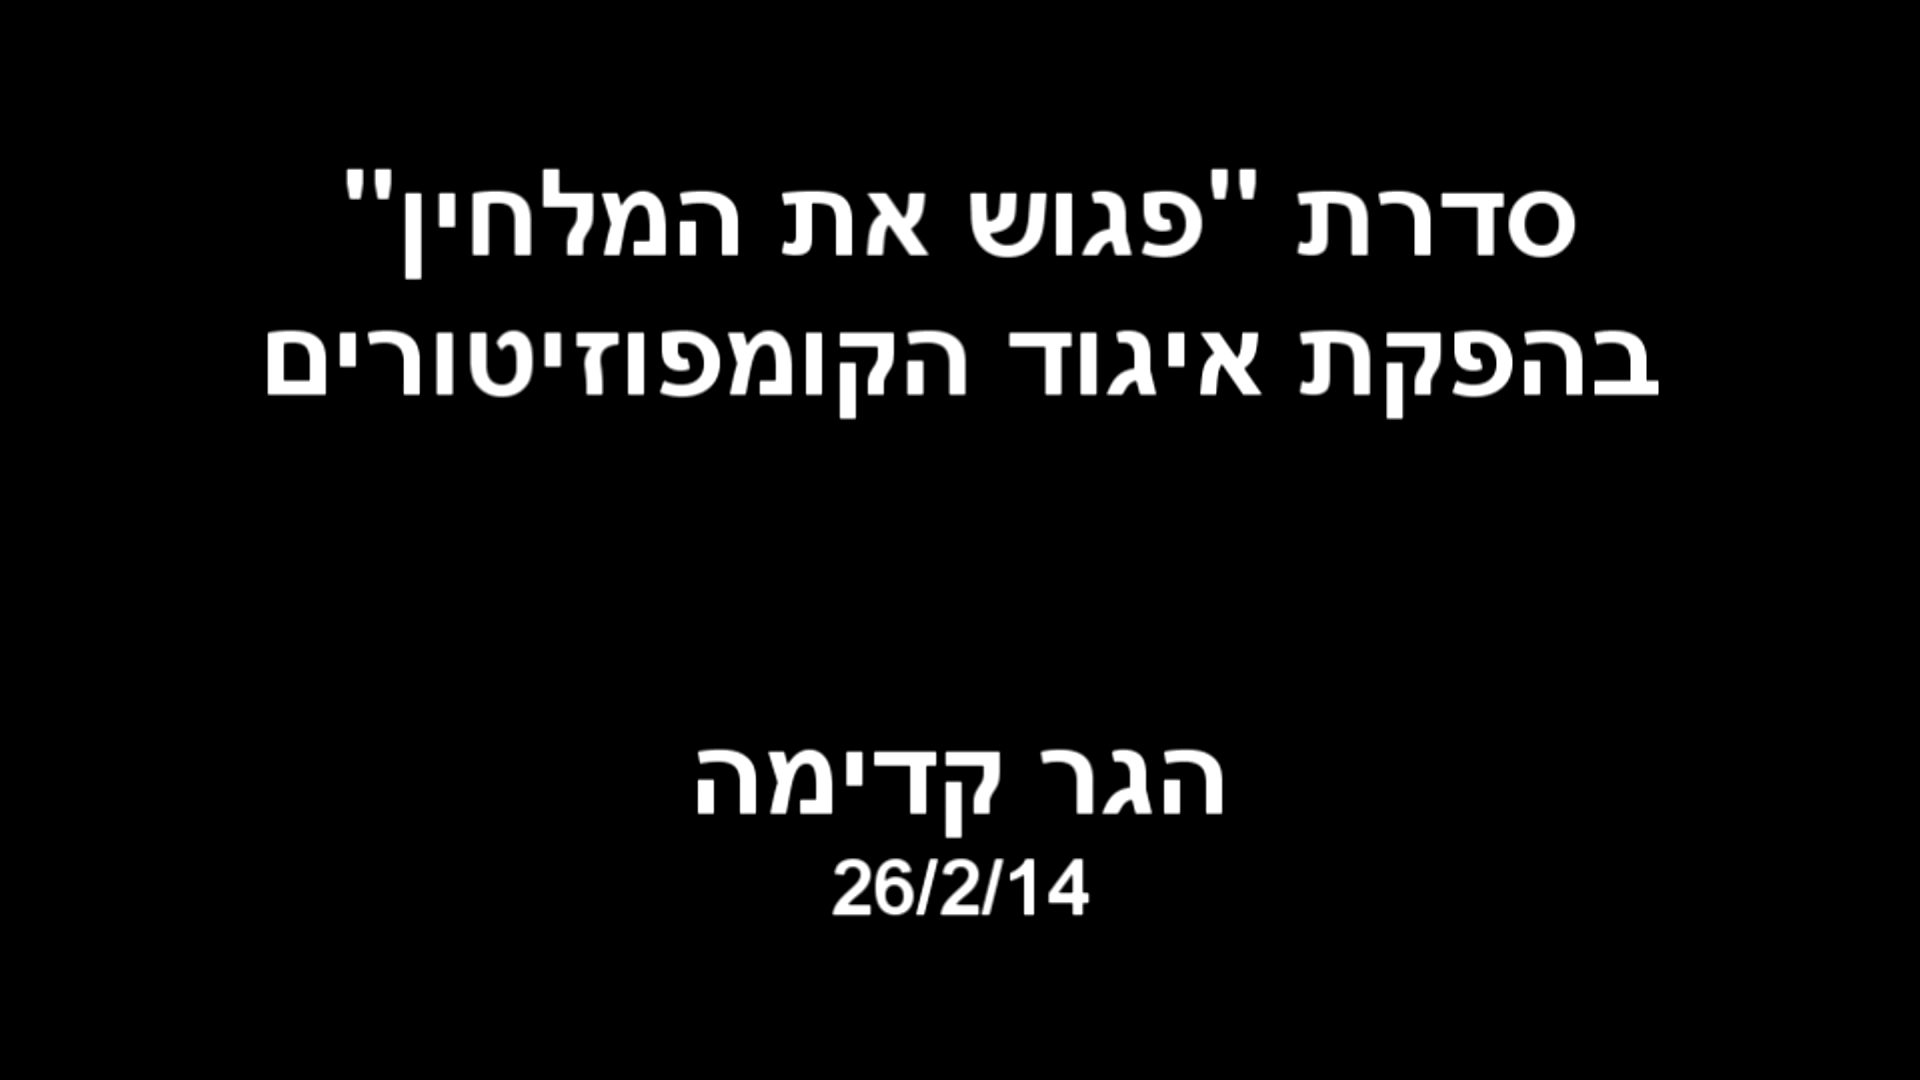 סדרת "פגוש את המלחין"
בהפקת איגוד הקומפוזיטורים
הגר קדימה
26/2/14